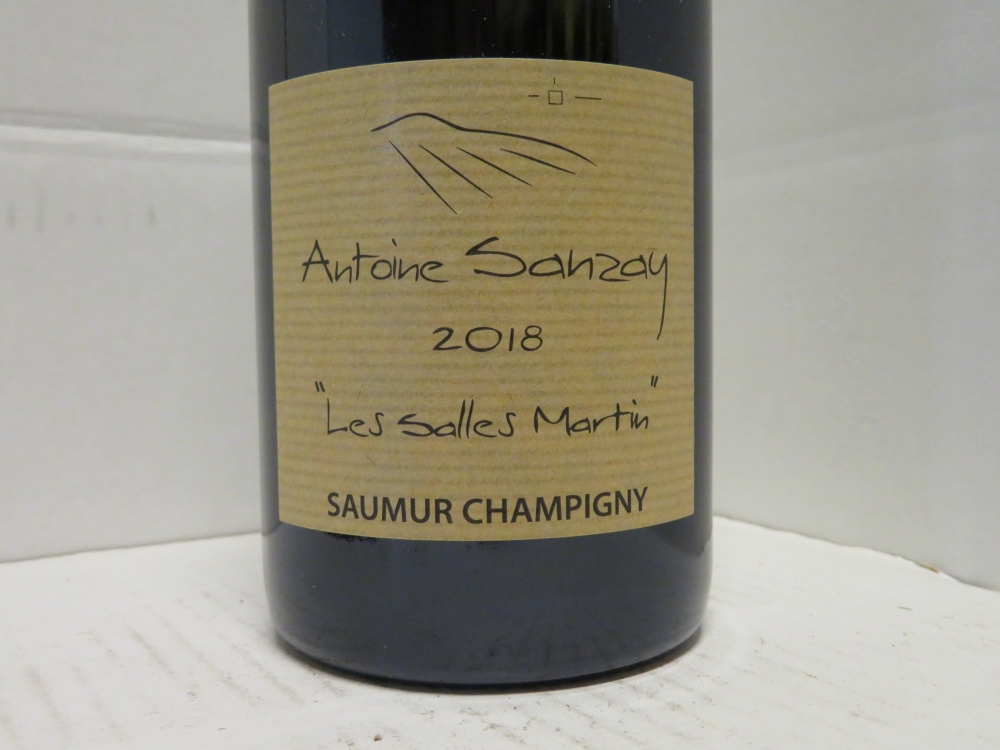 Antoine Sanzay
2018
"Les Salles Martin"
SAUMUR CHAMPIGNY